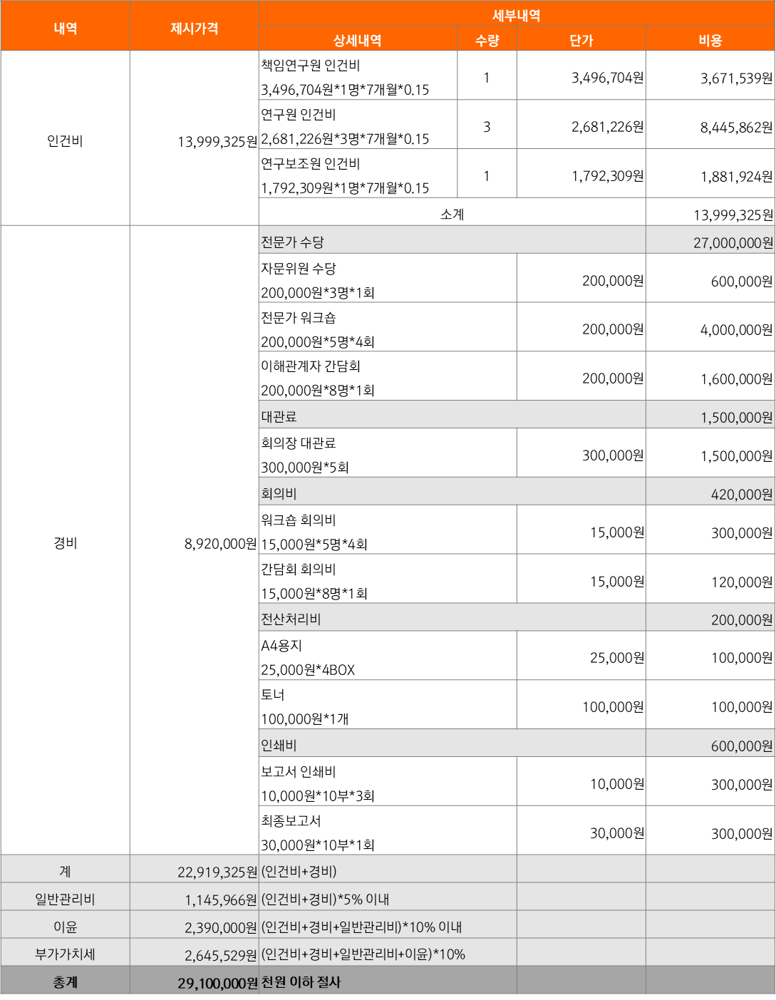 내역 제시가격 세부내역
상세내역 수량 단가 비용
인건비 13,999,325원
책임연구원 인건비
3,496,704원*1명*7개월*0.15 1 3,496,704원 3,671,539원
연구원 인건비
2,681,226원*3명*7개월*0.15 3 2,681,226원 8,445,862원
연구보조원 인건비
1,792,309원*1명*7개월*0.15 1 1,792,309원 1,881,924원
소계 13,999,325원
경비 8,920,000원
전문가 수당 27,000,000원
자문위원 수당
200,000원*3명*1회 200,000원 600,000원
전문가 워크숍
200,000원*5명*4회 200,000원 4,000,000원
이해관계자 간담회
200,000원*8명*1회 200,000원 1,600,000원
대관료 1,500,000원
회의장 대관료
300,000원*5회 300,000원 1,500,000원
회의비 420,000원
워크숍 회의비
15,000원*5명*4회 15,000원 300,000원
간담회 회의비
15,000원*8명*1회 15,000원 120,000원
전산처리비 200,000원
A4용지
25,000원*4BOX 25,000원 100,000원
토너
100,000원*1개 100,000원 100,000원
인쇄비 600,000원
보고서 인쇄비
10,000원*10부*3회 10,000원 300,000원
최종보고서
30,000원*10부*1회 30,000원 300,000원
계 22,919,325원 (인건비+경비)
일반관리비 1,145,966원 (인건비+경비)*5% 이내
이윤 2,390,000원 (인건비+경비+일반관리비)*10% 이내
부가가치세 2,645,529원 (인건비+경비+일반관리비+이윤)*10%
총계 29,100,000원 천원 이하 절사